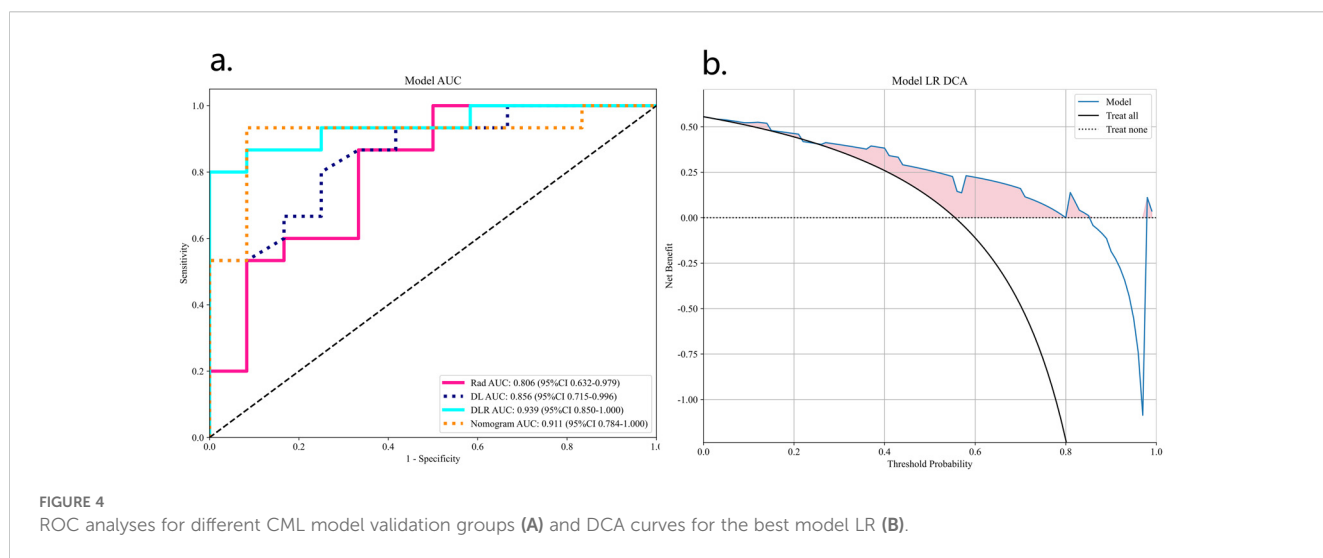 a.
Model AUC
1.0
0.8
0.6
0.4
0.2
0.0
Sensitivity
0.0
0.2
0.4
0.6
0.8
1.0
1 - Specificity
Rad AUC: 0.806 (95%CI 0.632-0.979)
DL AUC: 0.856 (95%CI 0.715-0.996)
DLR AUC: 0.939 (95%CI 0.850-1.000)
Nomogram AUC: 0.911 (95%CI 0.784-1.000)
b.
Model LR DCA
Model
Treat all
Treat none
0.50
0.25
0.00
-0.25
-0.50
-0.75
-1.00
Net Benefit
0.0
0.2
0.4
0.6
0.8
1.0
Threshold Probability
FIGURE 4
ROC analyses for different CML model validation groups (A) and DCA curves for the best model LR (B).